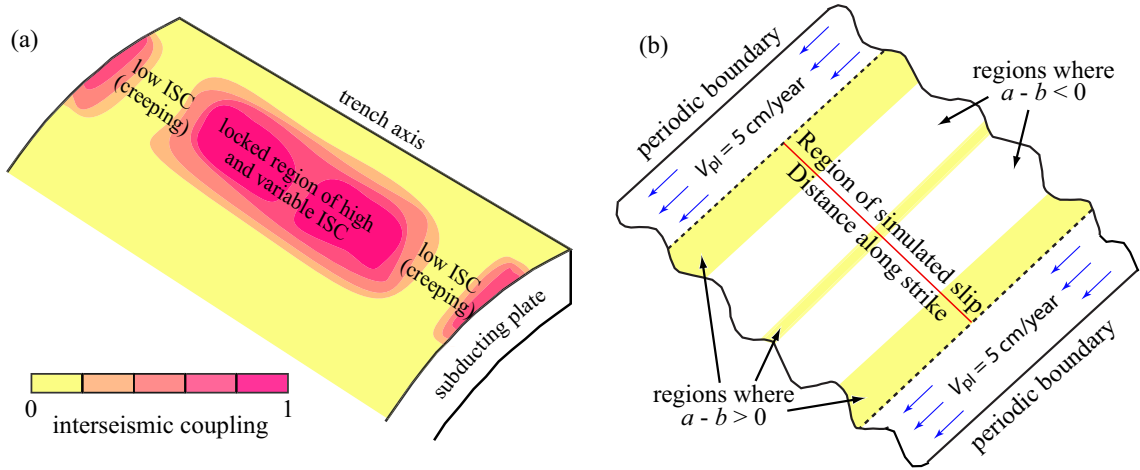 (a)
low ISC
(creeping)
trench axis
locked region of high
and variable ISC
low ISC
(creeping)
subducting plate
0
1
interseismic coupling
(b)
periodic boundary
Vpl = 5 cm/year
regions where
a - b < 0
Region of simulated slip
Distance along strike
Vpl = 5 cm/year
periodic boundary
regions where
a - b > 0